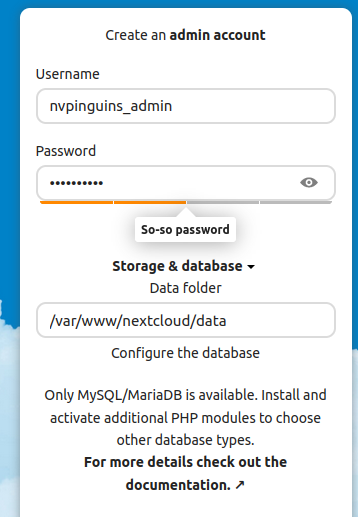 Create an admin account
Username
nvpinguins_admin
Password
••••••••••
So-so password
Storage & database
Data folder
/var/www/nextcloud/data
Configure the database
Only MySQL/MariaDB is available. Install and
activate additional PHP modules to choose
other database types.
For more details check out the
documentation. ↗